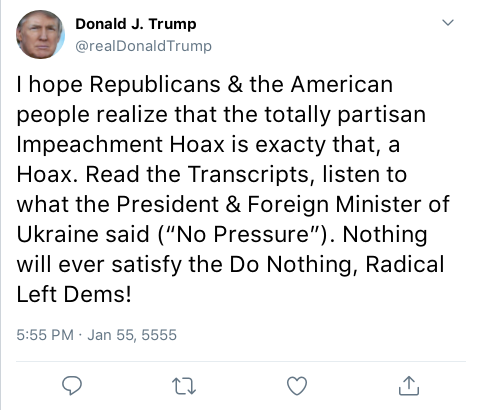 Donald J. Trump
@realDonaldTrump
I hope Republicans & the American
people realize that the totally partisan
Impeachment Hoax is exacty that, a
Hoax. Read the Transcripts, listen to
what the President & Foreign Minister of
Ukraine said (“No Pressure”). Nothing
will ever satisfy the Do Nothing, Radical
Left Dems!
5:55 PM · Jan 55, 5555